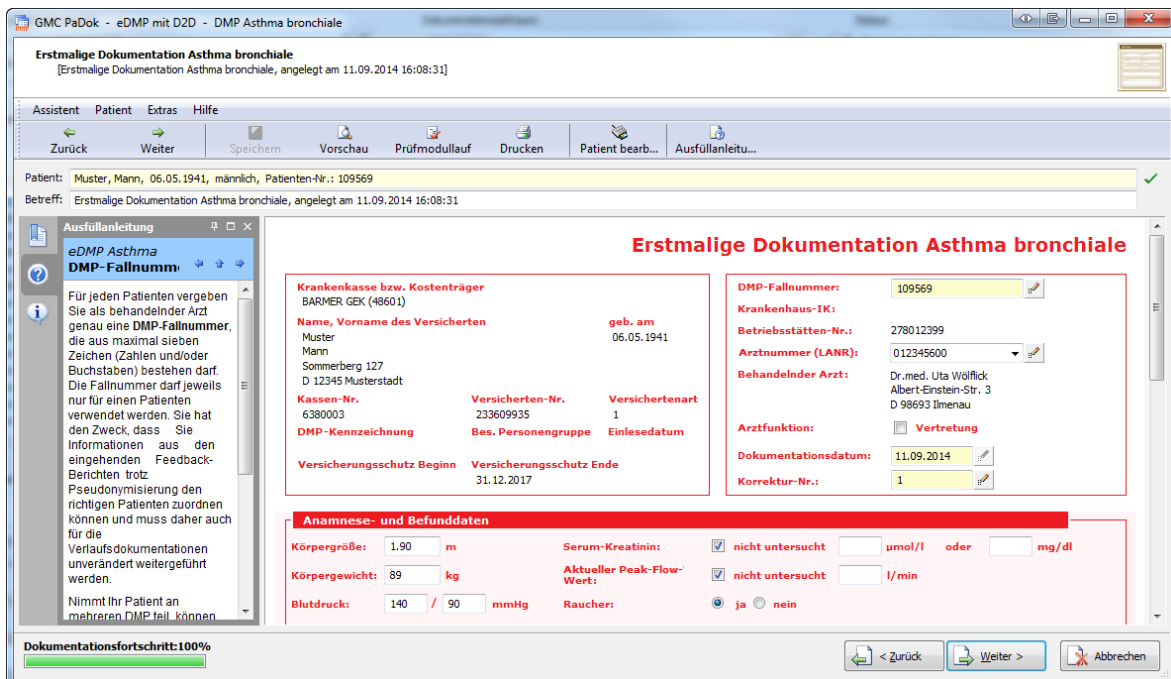 GMC PaDok - eDMP mit D2D - DMP Asthma bronchiale
Erstmalige Dokumentation Asthma bronchiale
[Erstmalige Dokumentation Asthma bronchiale, angelegt am 11.09.2014 16:08:31]
Assistent Patient Extras Hilfe
Zurück Weiter Speichern Vorschau Prüfmodullauf Drucken Patient bearb... Ausfüllanleitu...
Patient: Muster, Mann, 06.05.1941, männlich, Patienten-Nr.: 109569
Betreff: Erstmalige Dokumentation Asthma bronchiale, angelegt am 11.09.2014 16:08:31
Ausfüllanleitung
eDMP Asthma
DMP-Fallnumm
Für jeden Patienten vergeben
Sie als behandelnder Arzt
genau eine DMP-Fallnummer,
die aus maximal sieben
Zeichen (Zahlen und/oder
Buchstaben) bestehen darf.
Die Fallnummer darf jeweils
nur für einen Patienten
verwendet werden. Sie hat
den Zweck, dass Sie
Informationen aus den
eingehenden Feedback-
Berichten trotz
Pseudonymisierung den
richtigen Patienten zuordnen
können und muss daher auch
für die
Verlaufsdokumentationen
unverändert weitergeführt
werden.
Nimmt Ihr Patient an
mehreren DMP teil, können
Erstmalige Dokumentation Asthma bronchiale
Krankenkasse bzw. Kostenträger
BARMER GEK (48601)
Name, Vorname des Versicherten geb. am
Muster 06.05.1941
Mann
Sommerberg 127
D 12345 Musterstadt
Kassen-Nr. Versicherten-Nr. Versichertenart
6380003 233609935 1
DMP-Kennzeichnung Bes. Personengruppe Einlesedatum
Versicherungsschutz Beginn Versicherungsschutz Ende
31.12.2017
DMP-Fallnummer: 109569
Krankenhaus-IK:
Betriebsstätten-Nr.: 278012399
Arztnummer (LANR): 012345600
Behandelnder Arzt: Dr.med. Uta Wölflick
Albert-Einstein-Str. 3
D 98693 Ilmenau
Arztfunktion: Vertretung
Dokumentationsdatum: 11.09.2014
Korrektur-Nr.: 1
Anamnese- und Befunddaten
Körpergröße: 1.90 m Serum-Kreatinin: nicht untersucht µmol/l oder mg/dl
Körpergewicht: 89 kg Aktueller Peak-Flow-
Wert: nicht untersucht l/min
Blutdruck: 140 / 90 mmHg Raucher: ja nein
Dokumentationsfortschritt:100%
< Zurück Weiter > Abbrechen